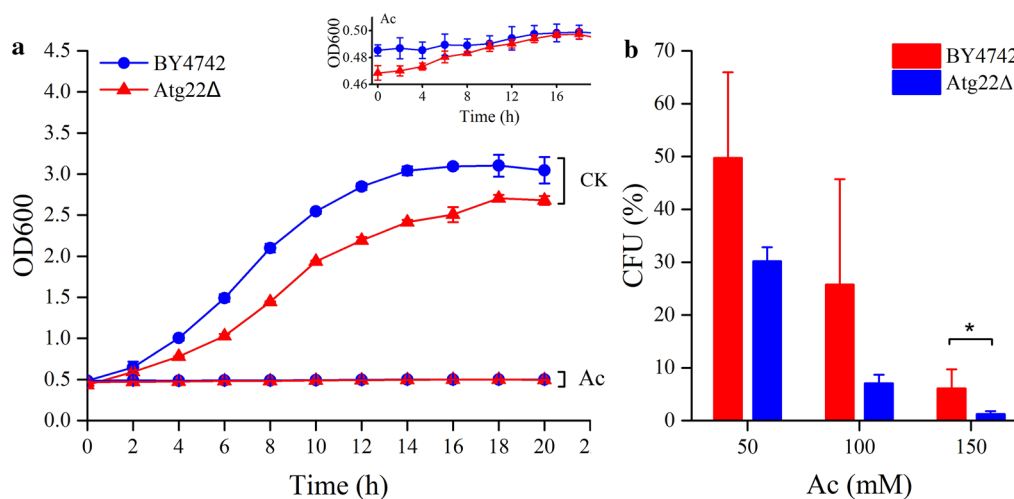 a
BY4742
Atg22Δ
OD600
4.5
4.0
3.5
3.0
2.5
2.0
1.5
1.0
0.5
0.0
0 2 4 6 8 10 12 14 16 18 20 2
Time (h)
CK
Ac
Ac
OD600
0.50
0.48
0.46
0 4 8 12 16
Time (h)
b
BY4742
Atg22Δ
CFU (%)
70
60
50
40
30
20
10
0
*
50 100 150
Ac (mM)